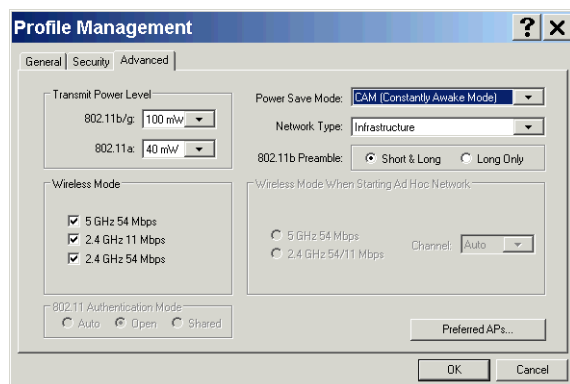 Profile Management
General Security Advanced
Transmit Power Level
802.11b/g: 100 mW
802.11a: 40 mW
Power Save Mode: CAM (Constantly Awake Mode)
Network Type: Infrastructure
802.11b Preamble: Short & Long Long Only
Wireless Mode
5 GHz 54 Mbps
2.4 GHz 11 Mbps
2.4 GHz 54 Mbps
Wireless Mode When Starting Ad Hoc Network
5 GHz 54 Mbps
2.4 GHz 54/11 Mbps
Channel: Auto
802.11 Authentication Mode
Auto Open Shared
Preferred APs...
OK Cancel